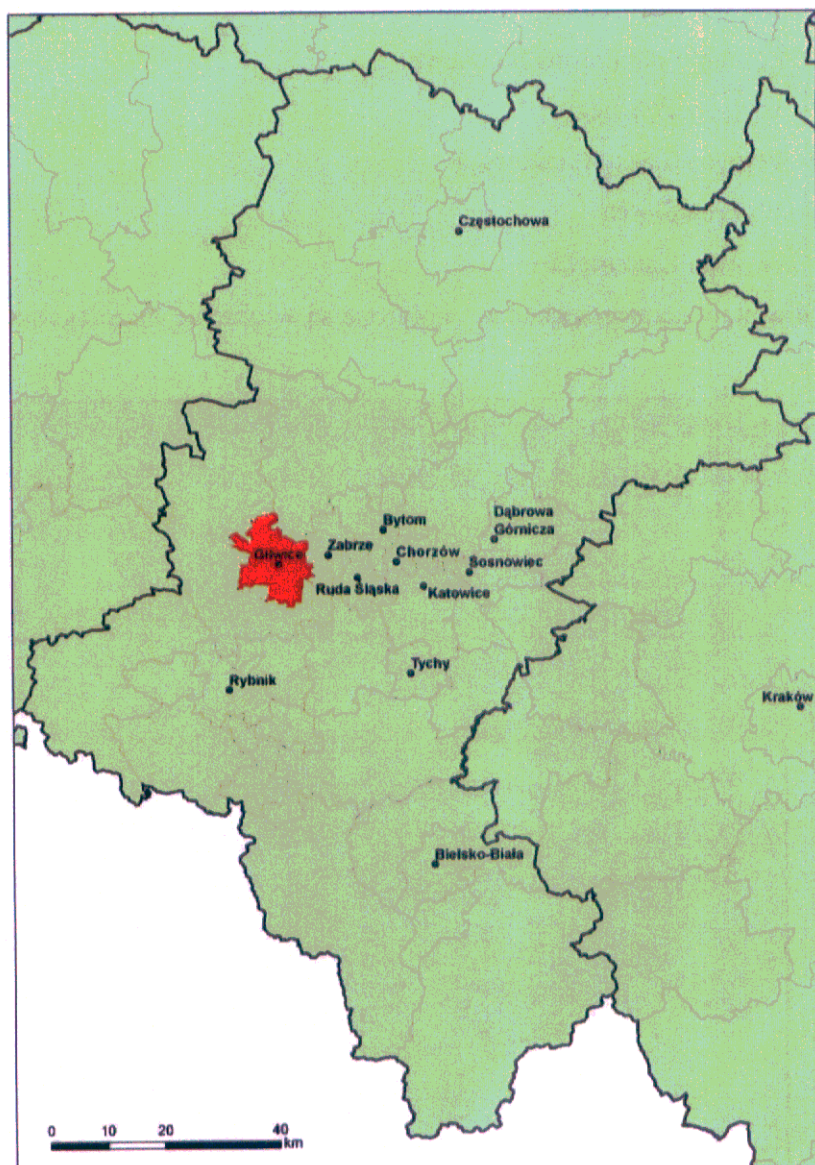 Częstochowa
Bytom
Dąbrowa
Górnicza
Zabrze
Chorzów
Gliwice
Sosnowiec
Ruda Śląska
Katowice
Tychy
Rybnik
Kraków
Bielsko-Biała
0 10 20 40
km